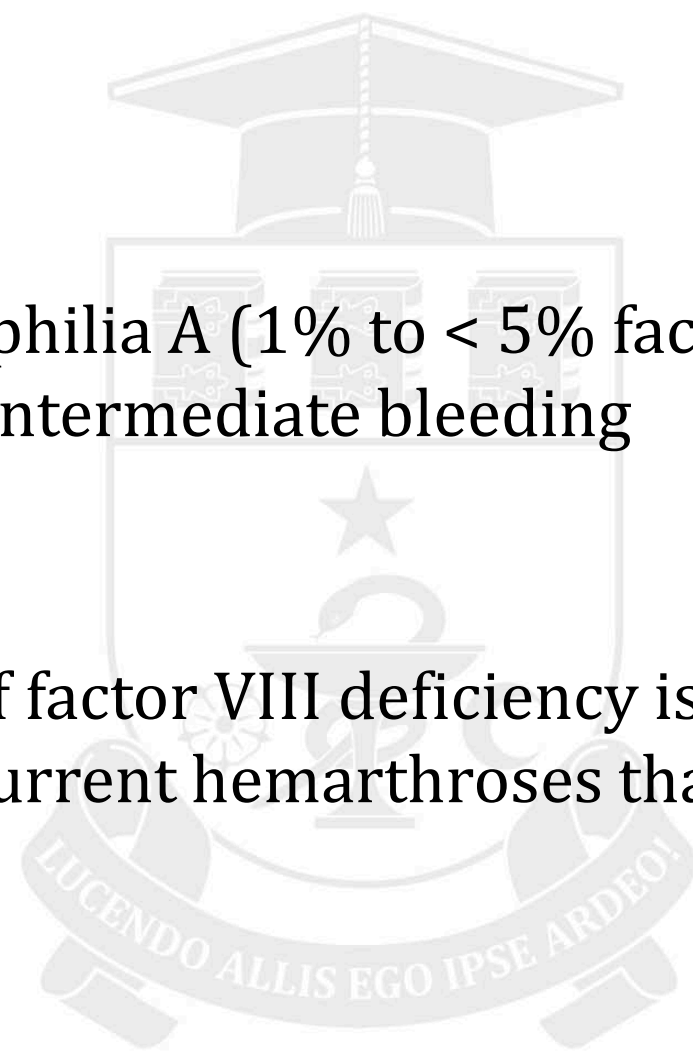 philia A (1% to < 5% fac
ntermediate bleeding
f factor VIII deficiency is
urrent hemarthroses tha
LUCENDO ALLIS EGO IPSE ARDEO!